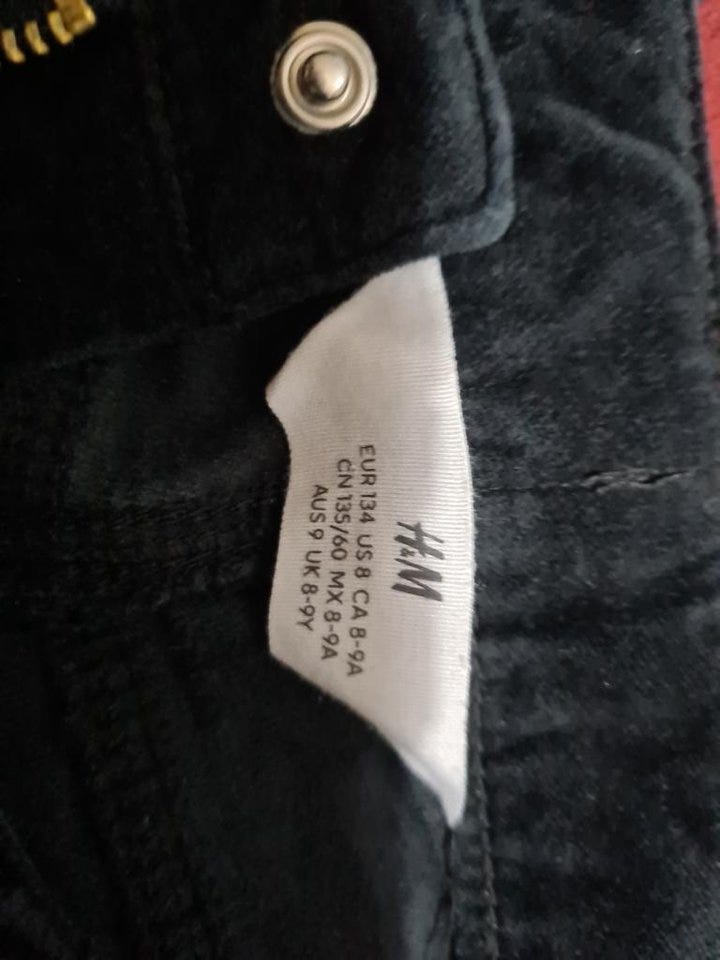 H&M
EUR 134 US 8 CA 8-9A
CN 135/60 MX 8-9A
AUS 9 UK 8-9Y